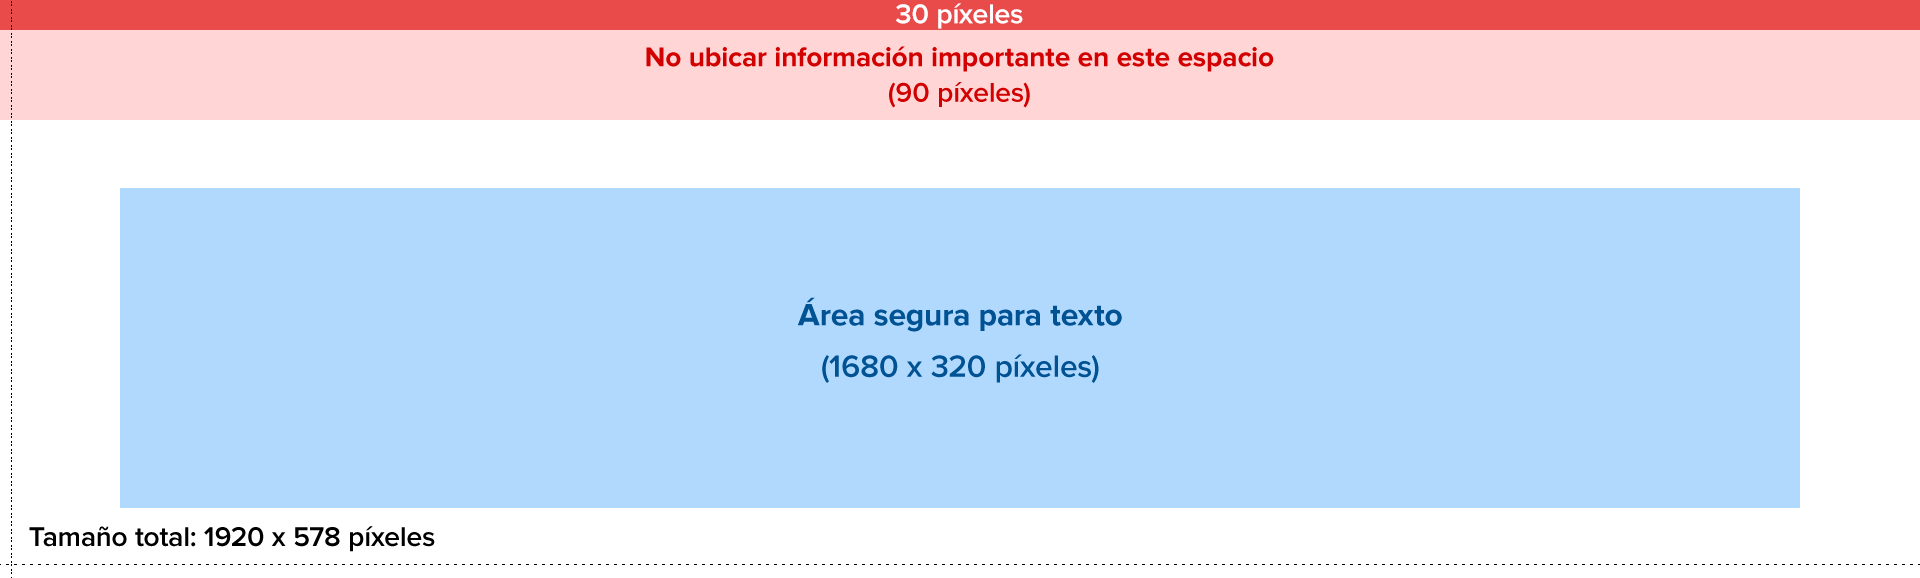 30 píxeles
No ubicar información importante en este espacio
(90 píxeles)
Área segura para texto
(1680 x 320 píxeles)
Tamaño total: 1920 x 578 píxeles